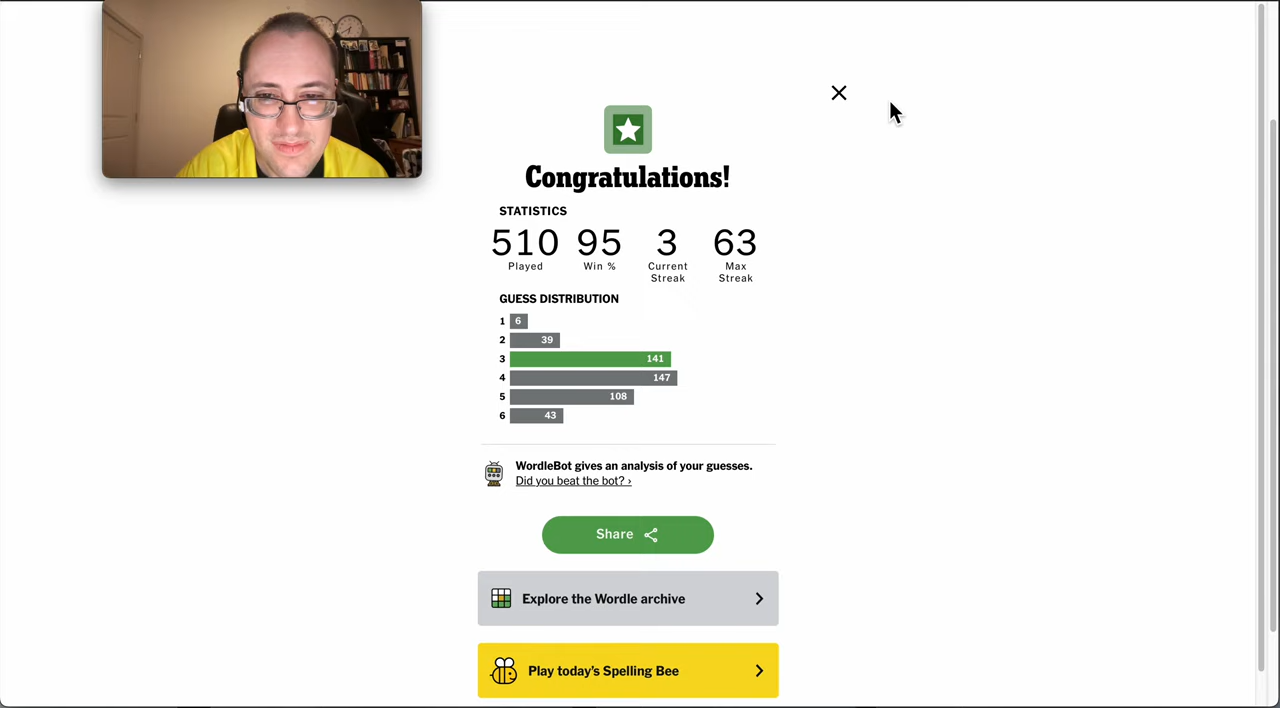 Congratulations!
STATISTICS
510 95 3 63
Played Win % Current Streak Max Streak
GUESS DISTRIBUTION
1 6
2 39
3 141
4 147
5 108
6 43
WordleBot gives an analysis of your guesses.
Did you beat the bot? ›
Share
Explore the Wordle archive
Play today's Spelling Bee